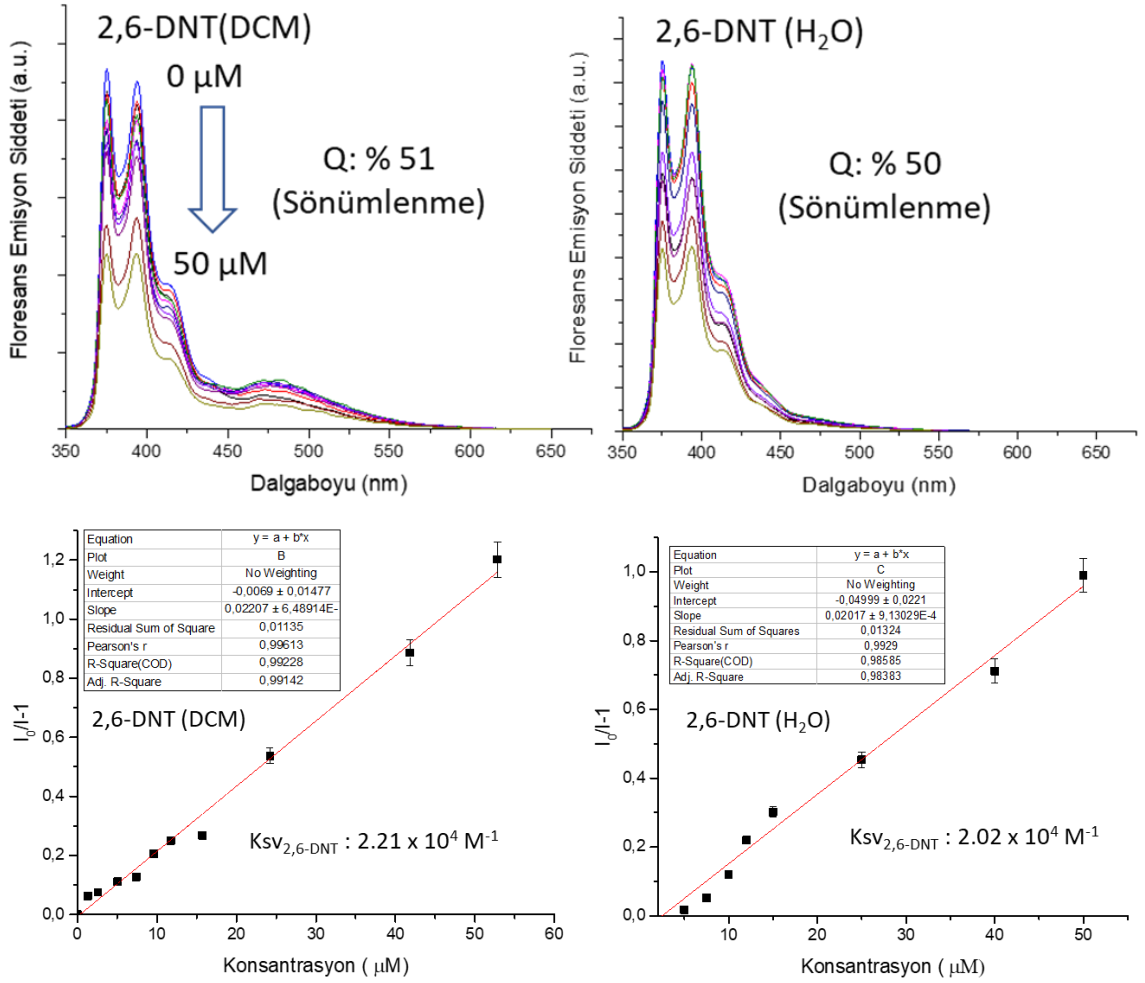 2,6-DNT(DCM)
0 µM
Q: % 51
(Sönümlenme)
50 µM
Floresans Emisyon Siddeti (a.u.)
350 400 450 500 550 600 650
Dalgaboyu (nm)
2,6-DNT (H₂O)
Q: % 50
(Sönümlenme)
Floresans Emisyon Siddeti (a.u.)
350 400 450 500 550 600 650
Dalgaboyu (nm)
Equation y = a + b*x
Plot B
Weight No Weighting
Intercept -0,0069 ± 0,01477
Slope 0,02207 ± 6,48914E-
Residual Sum of Square 0,01135
Pearson's r 0,99613
R-Square(COD) 0,99228
Adj. R-Square 0,99142
2,6-DNT (DCM)
Ksv₂,₆₋DNT : 2.21 x 10⁴ M⁻¹
I₀/I-1
1,2
1,0
0,8
0,6
0,4
0,2
0,0
0 10 20 30 40 50 60
Konsantrasyon ( µM)
Equation y = a + b*x
Plot C
Weight No Weighting
Intercept -0,04999 ± 0,0221
Slope 0,02017 ± 9,13029E-4
Residual Sum of Squares 0,01324
Pearson's r 0,9929
R-Square(COD) 0,98585
Adj. R-Square 0,98383
2,6-DNT (H₂O)
Ksv₂,₆₋DNT : 2.02 x 10⁴ M⁻¹
I₀/I-1
1,0
0,8
0,6
0,4
0,2
0,0
10 20 30 40 50
Konsantrasyon ( µM)